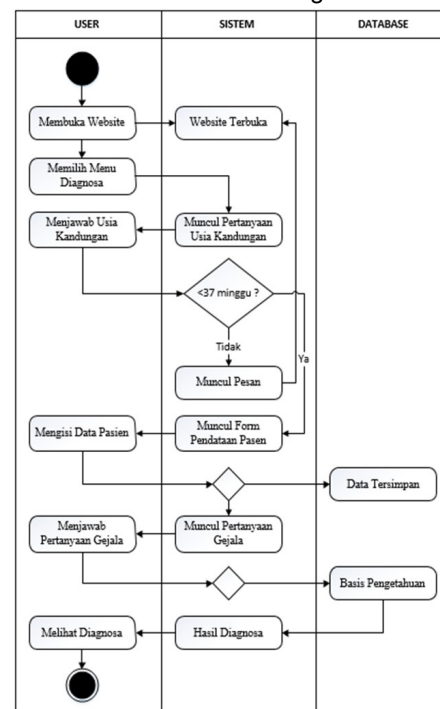 USER
SISTEM
DATABASE
Membuka Website
Website Terbuka
Memilih Menu
Diagnosa
Menjawab Usia
Kandungan
Muncul Pertanyaan
Usia Kandungan
<37 minggu ?
Tidak
Ya
Muncul Pesan
Mengisi Data Pasien
Muncul Form
Pendataan Pasen
Data Tersimpan
Menjawab
Pertanyaan Gejala
Muncul Pertanyaan
Gejala
Basis Pengetahuan
Melihat Diagnosa
Hasil Diagnosa